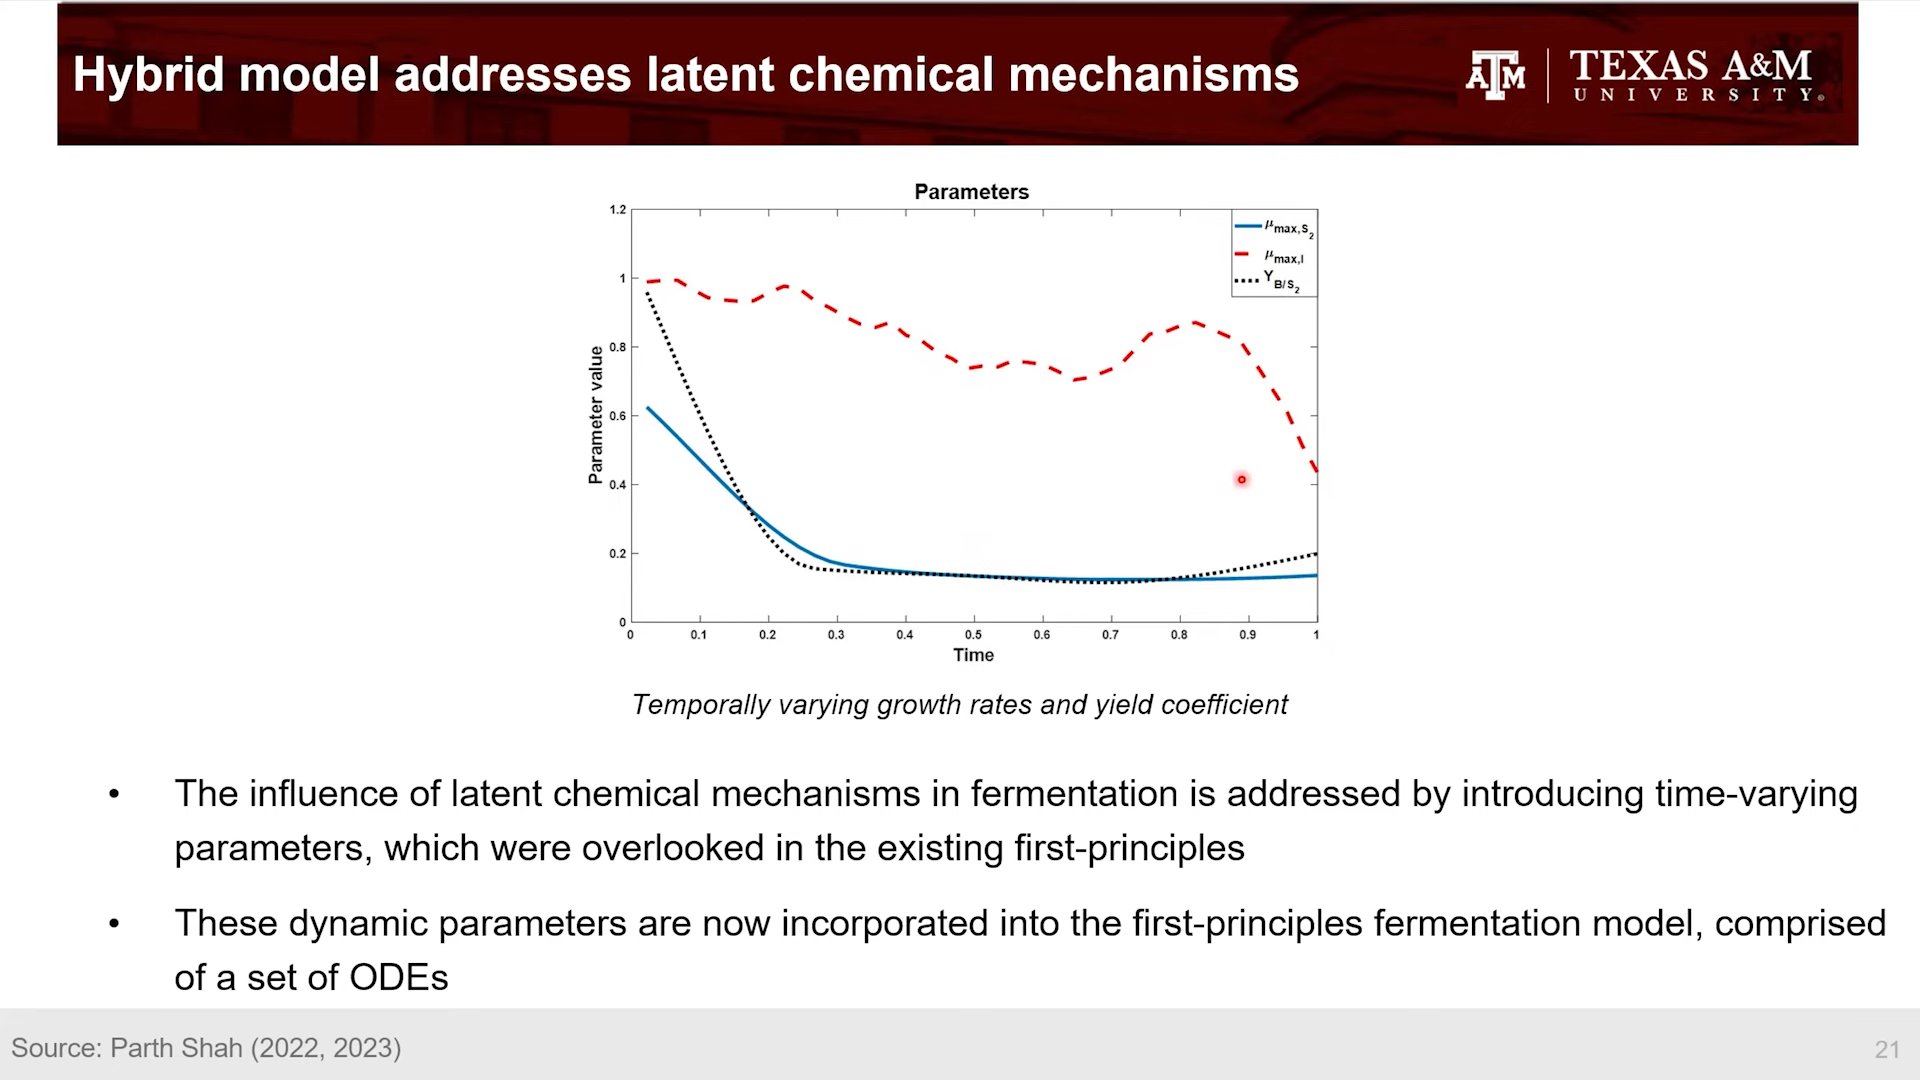 Hybrid model addresses latent chemical mechanisms
ATM
TEXAS A&M
UNIVERSITY®
Parameters
1.2
1
0.8
0.6
0.4
0.2
0
Parameter value
μmax,S2
μmax,I
YB/S2
0 0.1 0.2 0.3 0.4 0.5 0.6 0.7 0.8 0.9 1
Time
Temporally varying growth rates and yield coefficient
• The influence of latent chemical mechanisms in fermentation is addressed by introducing time-varying
parameters, which were overlooked in the existing first-principles
• These dynamic parameters are now incorporated into the first-principles fermentation model, comprised
of a set of ODEs
Source: Parth Shah (2022, 2023)
21